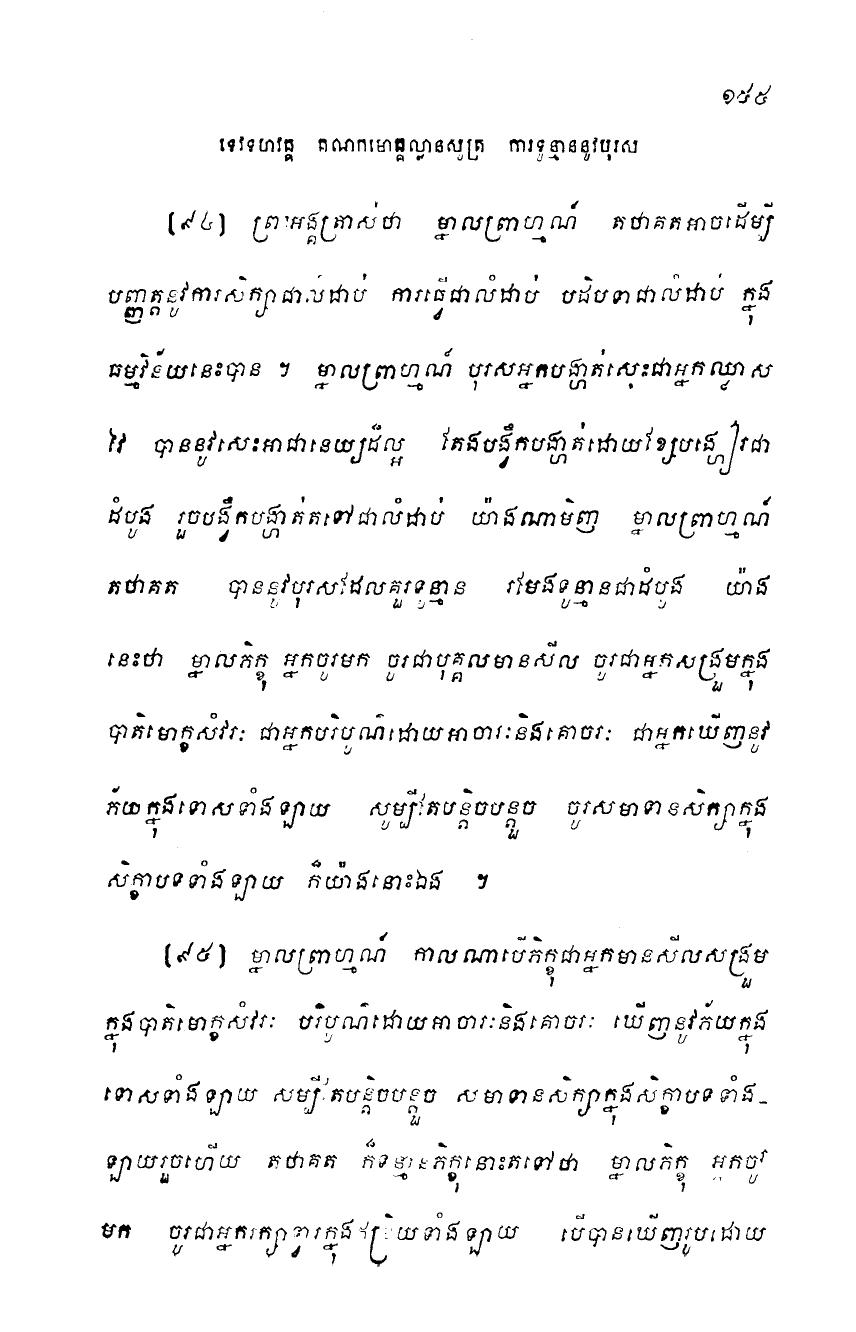 ១៩៥
ទេវទហវគ្គ គណកមោគ្គល្លានសូត្រ ការទូន្មាននូវបុរស
(៩៤) ព្រះអង្គត្រាស់ថា ម្នាលព្រាហ្មណ៍ តថាគតអាចដើម្បី
បញ្ញត្តនូវការសិក្សាជាលំដាប់ ការធ្វើជាលំដាប់ បដិបទាជាលំដាប់ ក្នុង
ធម្មវិន័យនេះបាន ។ ម្នាលព្រាហ្មណ៍ បុរសអ្នកបង្ហាត់សេះជាអ្នកឈ្លាស
វៃ បាននូវសេះអាជានេយ្យដ៏ល្អ តែងបង្វឹកបង្ហាត់ដោយខ្សែបង្ហៀរជា
ដំបូង រួចបង្វឹកបង្ហាត់តទៅជាលំដាប់ យ៉ាងណាមិញ ម្នាលព្រាហ្មណ៍
តថាគត បាននូវបុរសដែលគួរទូន្មាន រមែងទូន្មានជាដំបូង យ៉ាង
នេះថា ម្នាលភិក្ខុ អ្នកចូរមក ចូរជាបុគ្គលមានសីល ចូរជាអ្នកសង្រួមក្នុង
បាតិមោក្ខសំវរៈ ជាអ្នកបរិបូណ៌ដោយអាចារៈនិងគោចរៈ ជាអ្នកឃើញនូវ
ភ័យក្នុងទោសទាំងឡាយ សូម្បីតែបន្តិចបន្តួច ចូរសមាទានសិក្សាក្នុង
សិក្ខាបទទាំងឡាយ ក៏យ៉ាងនោះឯង ។
(៩៥) ម្នាលព្រាហ្មណ៍ កាលណាបើភិក្ខុជាអ្នកមានសីលសង្រួម
ក្នុងបាតិមោក្ខសំវរៈ បរិបូណ៌ដោយអាចារៈនិងគោចរៈ ឃើញនូវភ័យក្នុង
ទោសទាំងឡាយ សម្បីតែបន្តិចបន្តួច សមាទានសិក្សាក្នុងសិក្ខាបទទាំង-
ឡាយរួចហើយ តថាគត ក៏ទន្មានភិក្ខុនោះតទៅថា ម្នាលភិក្ខុ អ្នកចូរ
មក ចូរជាអ្នករក្សាទ្វារក្នុងឥន្ទ្រិយទាំងឡាយ បើបានឃើញរូបដោយ